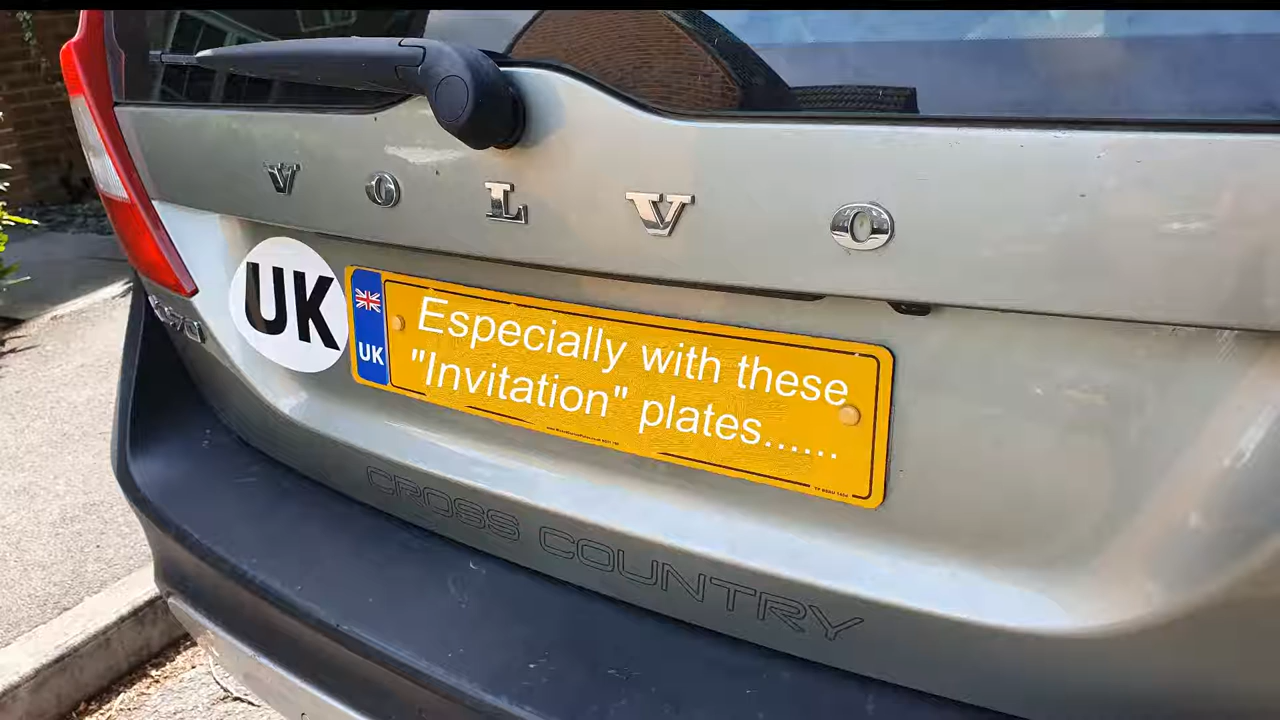 VOLVO
UK
UK
Especially with these
"Invitation" plates......
CROSS COUNTRY